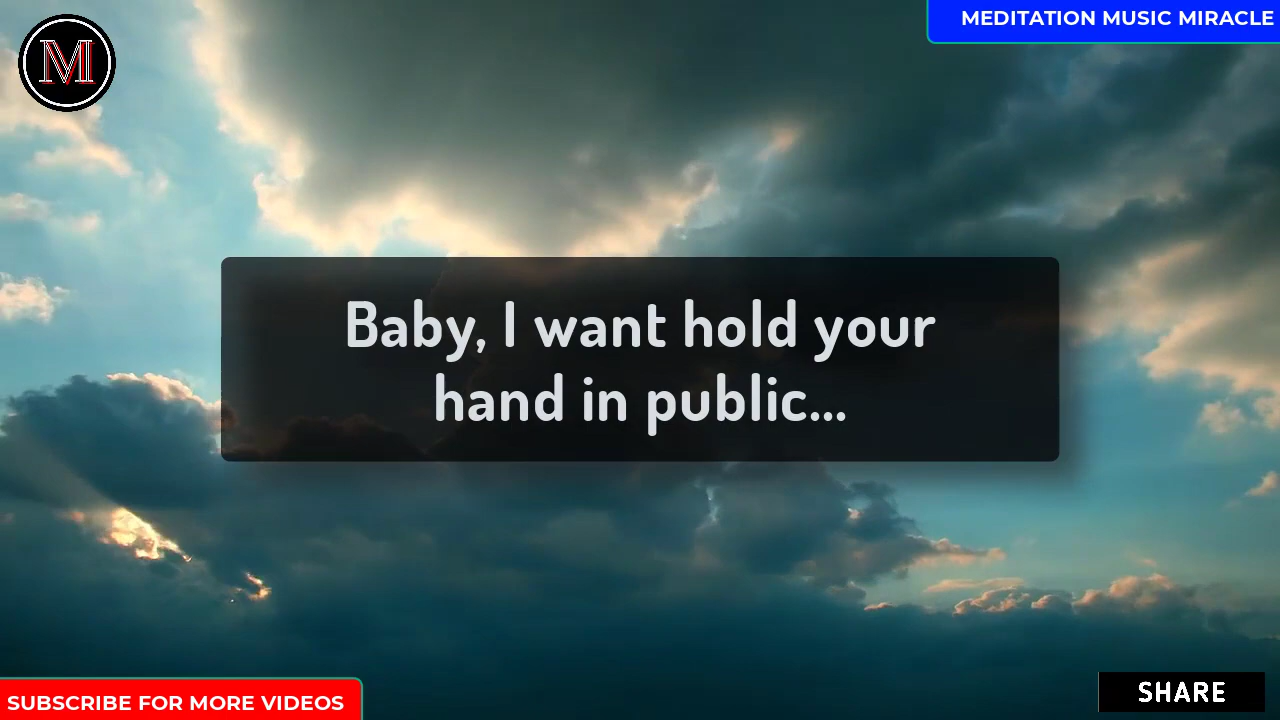 M
MEDITATION MUSIC MIRACLE
Baby, I want hold your
hand in public...
SUBSCRIBE FOR MORE VIDEOS
SHARE